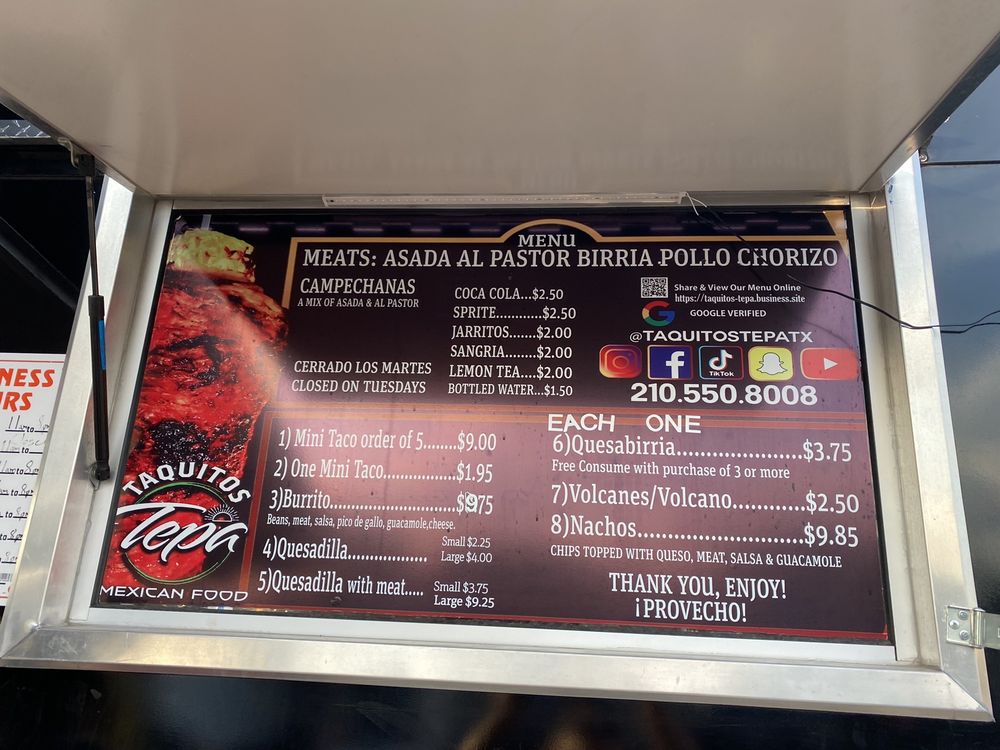 MENU
MEATS: ASADA AL PASTOR BIRRIA POLLO CHORIZO
CAMPECHANAS
A MIX OF ASADA & AL PASTOR
CERRADO LOS MARTES
CLOSED ON TUESDAYS
COCA COLA...$2.50
SPRITE............$2.50
JARRITOS.......$2.00
SANGRIA.......$2.00
LEMON TEA....$2.00
BOTTLED WATER...$1.50
Share & View Our Menu Online
https://taquitos-tepa.business.site
GOOGLE VERIFIED
@TAQUITOSTEPATX
TikTok
210.550.8008
1) Mini Taco order of 5.......$9.00
2) One Mini Taco................$1.95
3)Burrito............................$9.75
Beans, meat, salsa, pico de gallo, guacamole,cheese.
4)Quesadilla................
Small $2.25
Large $4.00
5)Quesadilla with meat.....
Small $3.75
Large $9.25
EACH ONE
6)Quesabirria......................$3.75
Free Consume with purchase of 3 or more
7)Volcanes/Volcano............$2.50
8)Nachos............................$9.85
CHIPS TOPPED WITH QUESO, MEAT, SALSA & GUACAMOLE
THANK YOU, ENJOY!
¡PROVECHO!
TAQUITOS
Tepa
MEXICAN FOOD
NESS
RS